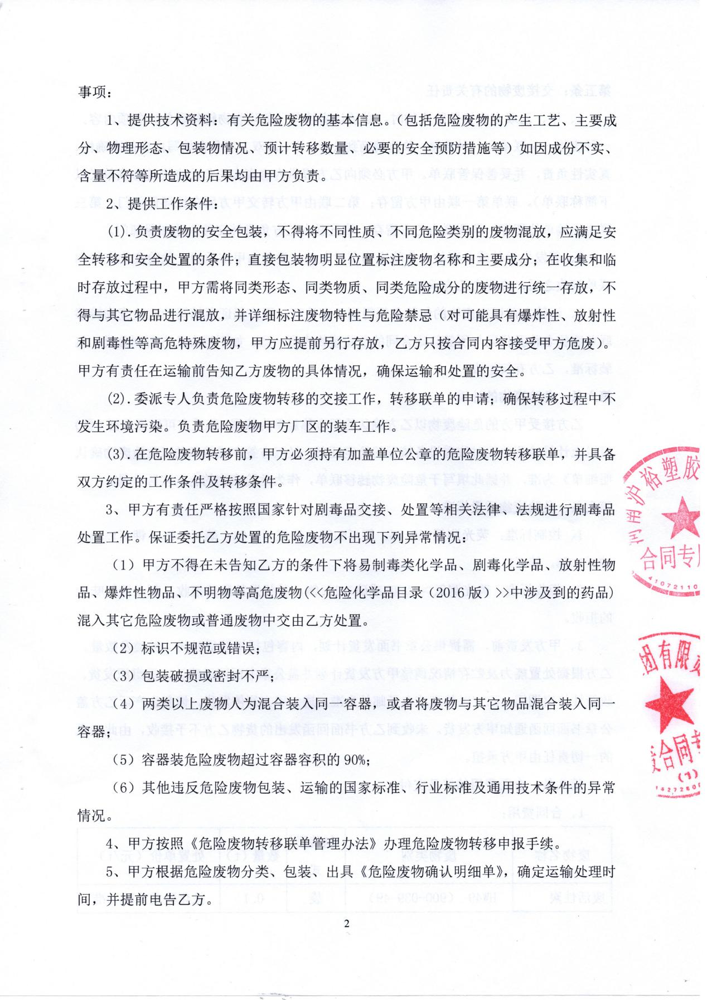 事项：
1、提供技术资料：有关危险废物的基本信息。（包括危险废物的产生工艺、主要成
分、物理形态、包装物情况、预计转移数量、必要的安全预防措施等）如因成份不实、
含量不符等所造成的后果均由甲方负责。
2、提供工作条件：
(1).负责废物的安全包装，不得将不同性质、不同危险类别的废物混放，应满足安
全转移和安全处置的条件；直接包装物明显位置标注废物名称和主要成分；在收集和临
时存放过程中，甲方需将同类形态、同类物质、同类危险成分的废物进行统一存放，不
得与其它物品进行混放，并详细标注废物特性与危险禁忌（对可能具有爆炸性、放射性
和剧毒性等高危特殊废物，甲方应提前另行存放，乙方只按合同内容接受甲方危废）。
甲方有责任在运输前告知乙方废物的具体情况，确保运输和处置的安全。
(2).委派专人负责危险废物转移的交接工作，转移联单的申请；确保转移过程中不
发生环境污染。负责危险废物甲方厂区的装车工作。
(3).在危险废物转移前，甲方必须持有加盖单位公章的危险废物转移联单，并具备
双方约定的工作条件及转移条件。
3、甲方有责任严格按照国家针对剧毒品交接、处置等相关法律、法规进行剧毒品
处置工作。保证委托乙方处置的危险废物不出现下列异常情况：
（1）甲方不得在未告知乙方的条件下将易制毒类化学品、剧毒化学品、放射性物
品、爆炸性物品、不明物等高危废物(<<危险化学品目录（2016版）>>中涉及到的药品)
混入其它危险废物或普通废物中交由乙方处置。
（2）标识不规范或错误；
（3）包装破损或密封不严；
（4）两类以上废物人为混合装入同一容器，或者将废物与其它物品混合装入同一
容器；
（5）容器装危险废物超过容器容积的90%；
（6）其他违反危险废物包装、运输的国家标准、行业标准及通用技术条件的异常
情况。
4、甲方按照《危险废物转移联单管理办法》办理危险废物转移申报手续。
5、甲方根据危险废物分类、包装、出具《危险废物确认明细单》，确定运输处理时
间，并提前电告乙方。
2
沪裕塑胶
合同专
41072110
团有限
合同专
(1)